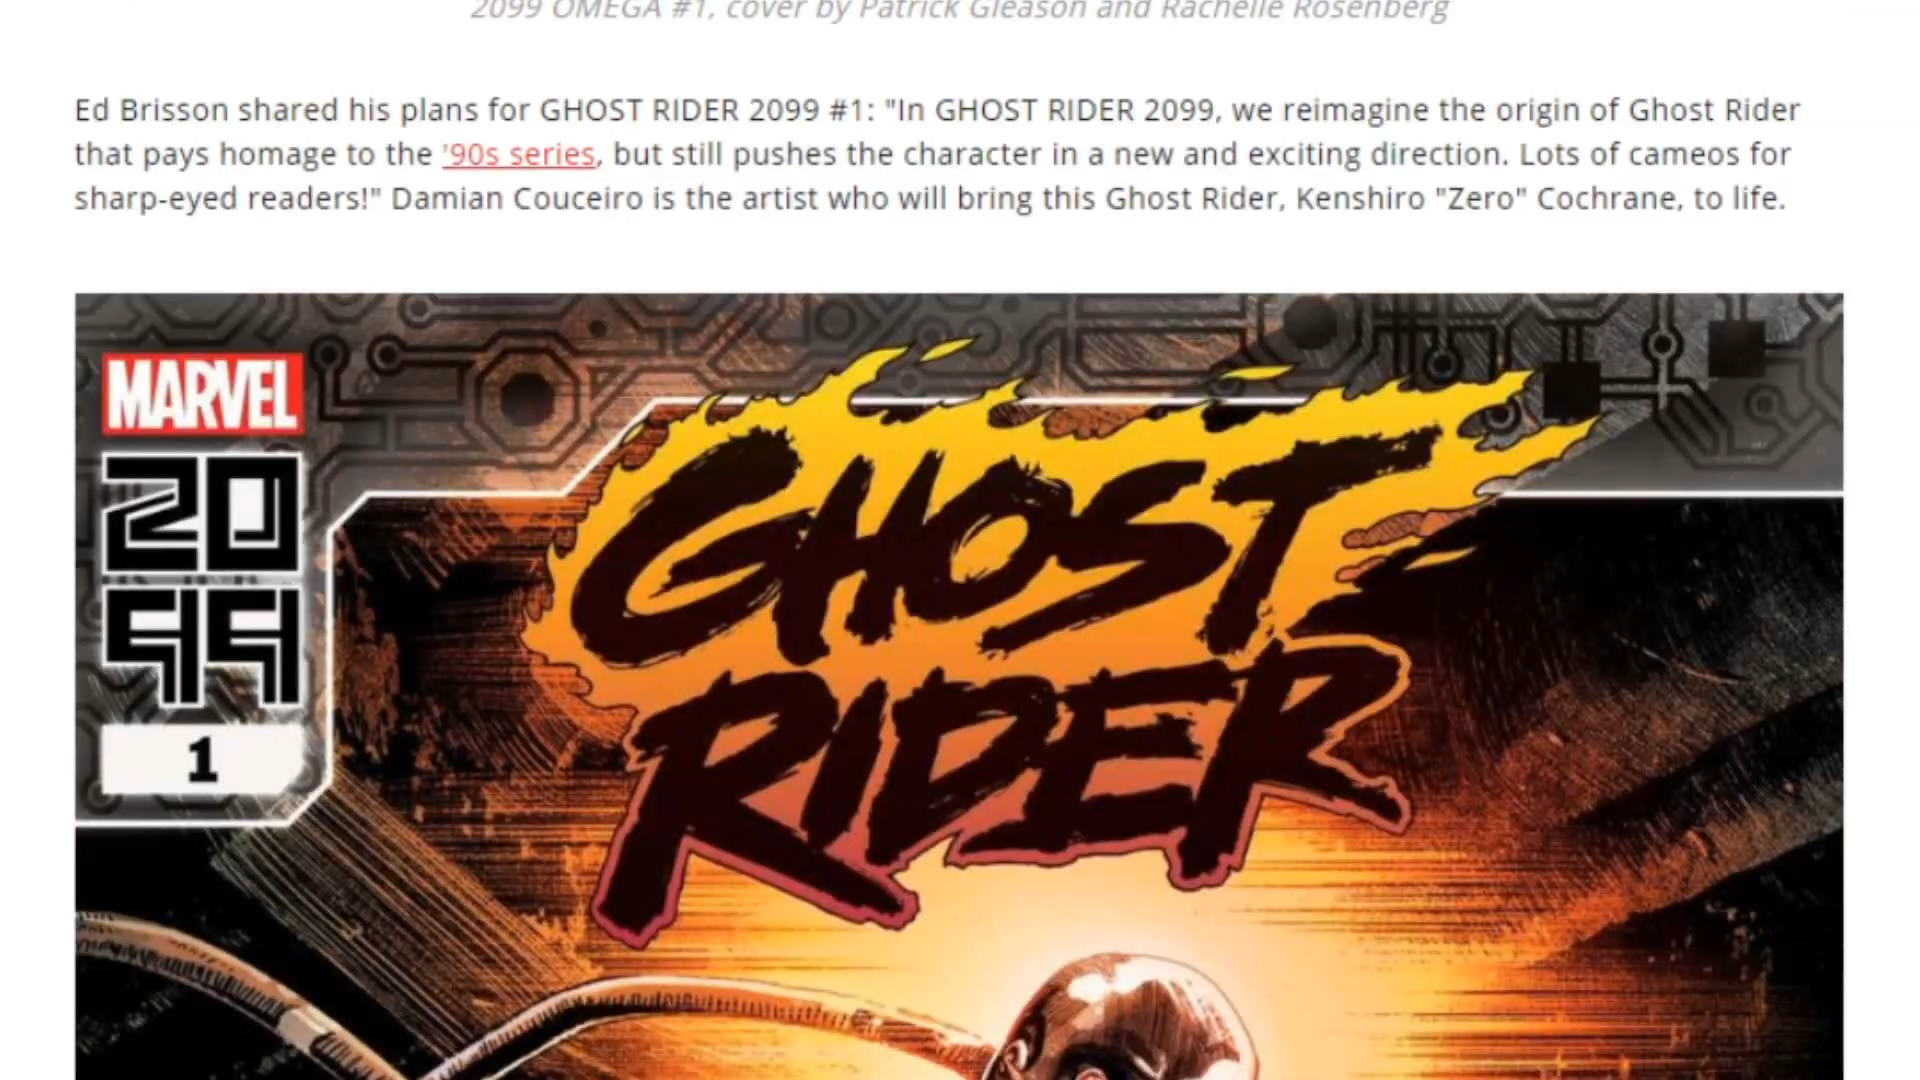 2099 OMEGA #1, cover by Patrick Gleason and Rachelle Rosenberg
Ed Brisson shared his plans for GHOST RIDER 2099 #1: "In GHOST RIDER 2099, we reimagine the origin of Ghost Rider
that pays homage to the '90s series, but still pushes the character in a new and exciting direction. Lots of cameos for
sharp-eyed readers!" Damian Couceiro is the artist who will bring this Ghost Rider, Kenshiro "Zero" Cochrane, to life.
MARVEL
20
99
1
GHOST
RIDER